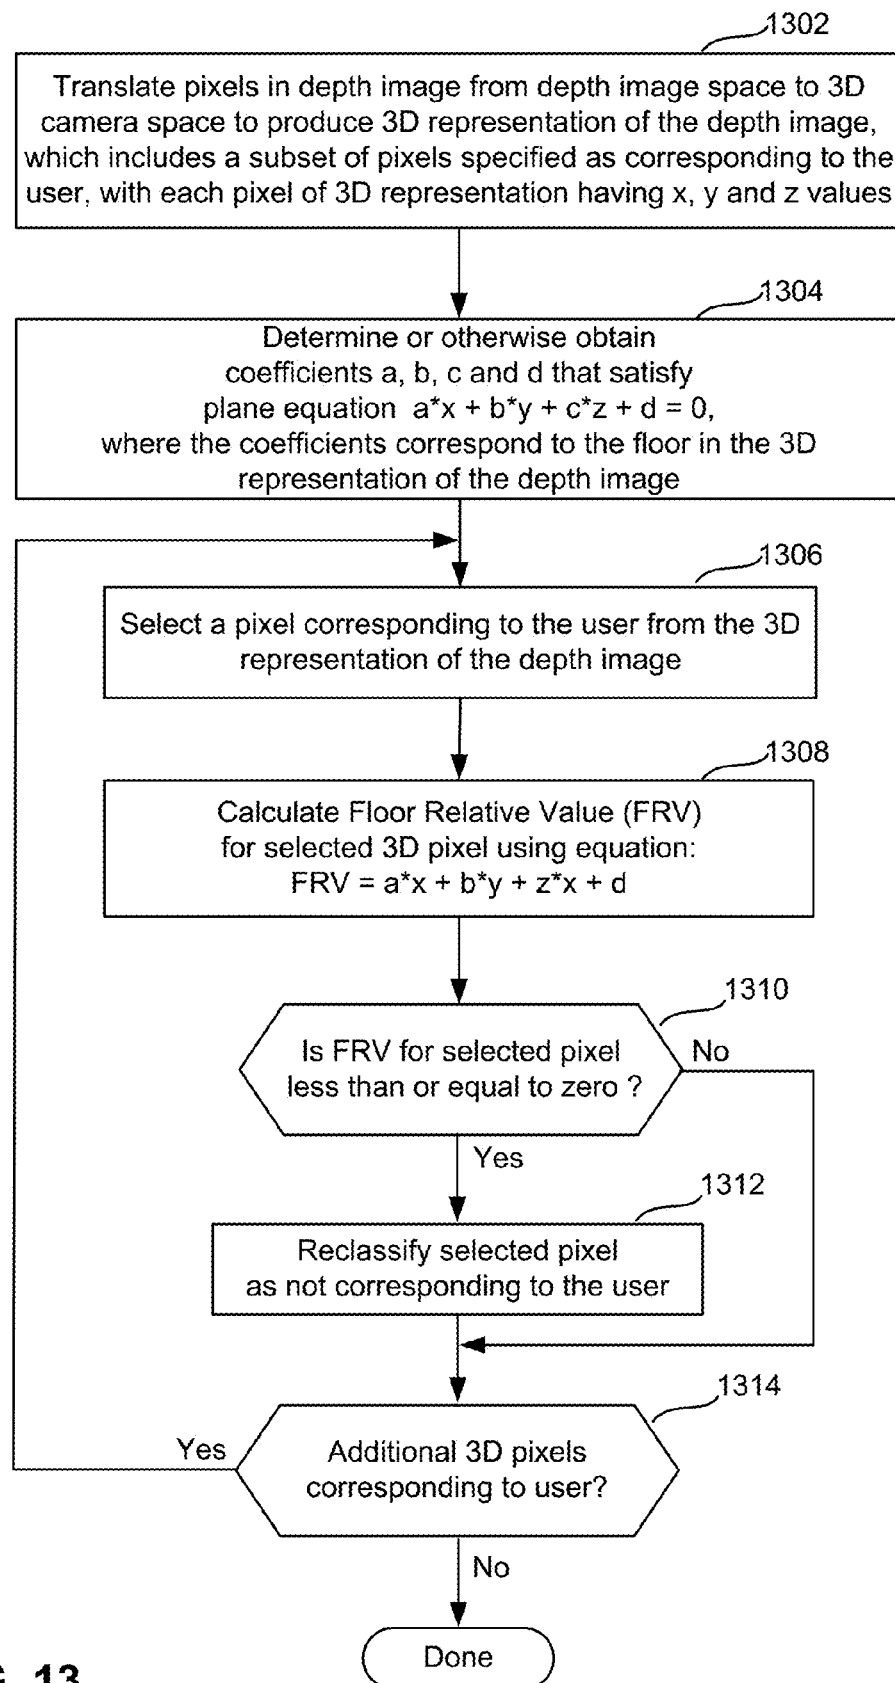 1302
Translate pixels in depth image from depth image space to 3D
camera space to produce 3D representation of the depth image,
which includes a subset of pixels specified as corresponding to the
user, with each pixel of 3D representation having x, y and z values
1304
Determine or otherwise obtain
coefficients a, b, c and d that satisfy
plane equation a*x + b*y + c*z + d = 0,
where the coefficients correspond to the floor in the 3D
representation of the depth image
1306
Select a pixel corresponding to the user from the 3D
representation of the depth image
1308
Calculate Floor Relative Value (FRV)
for selected 3D pixel using equation:
FRV = a*x + b*y + z*x + d
1310
Is FRV for selected pixel
less than or equal to zero ?
No
Yes
1312
Reclassify selected pixel
as not corresponding to the user
1314
Additional 3D pixels
corresponding to user?
Yes
No
Done
13